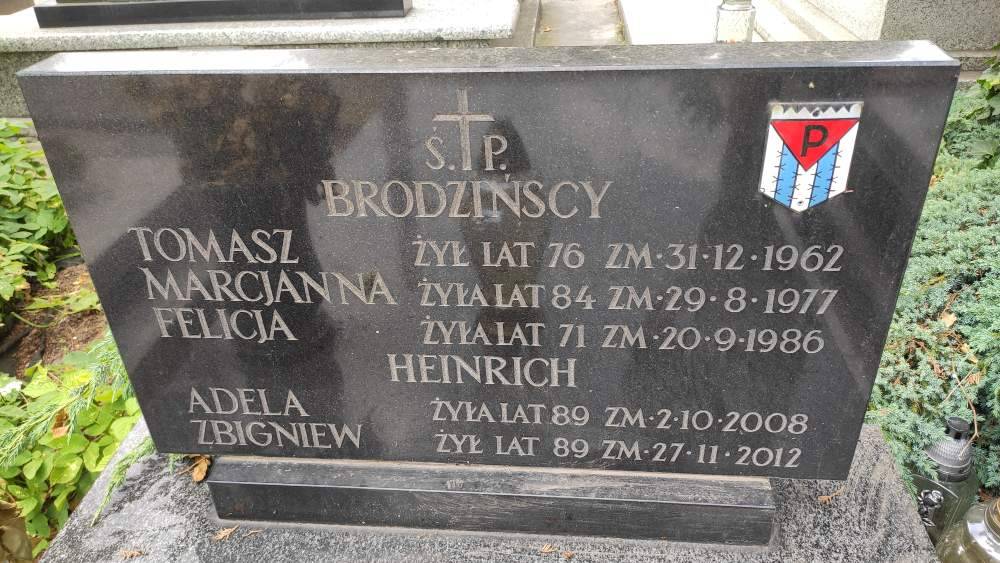 Ś. P.
BRODZIŃSCY
P
TOMASZ ŻYŁ LAT 76 ZM·31·12·1962
MARCJANNA ŻYŁA LAT 84 ZM·29·8·1977
FELICJA ŻYŁA LAT 71 ZM·20·9·1986
HEINRICH
ADELA ŻYŁA LAT 89 ZM·2·10·2008
ZBIGNIEW ŻYŁ LAT 89 ZM·27·11·2012